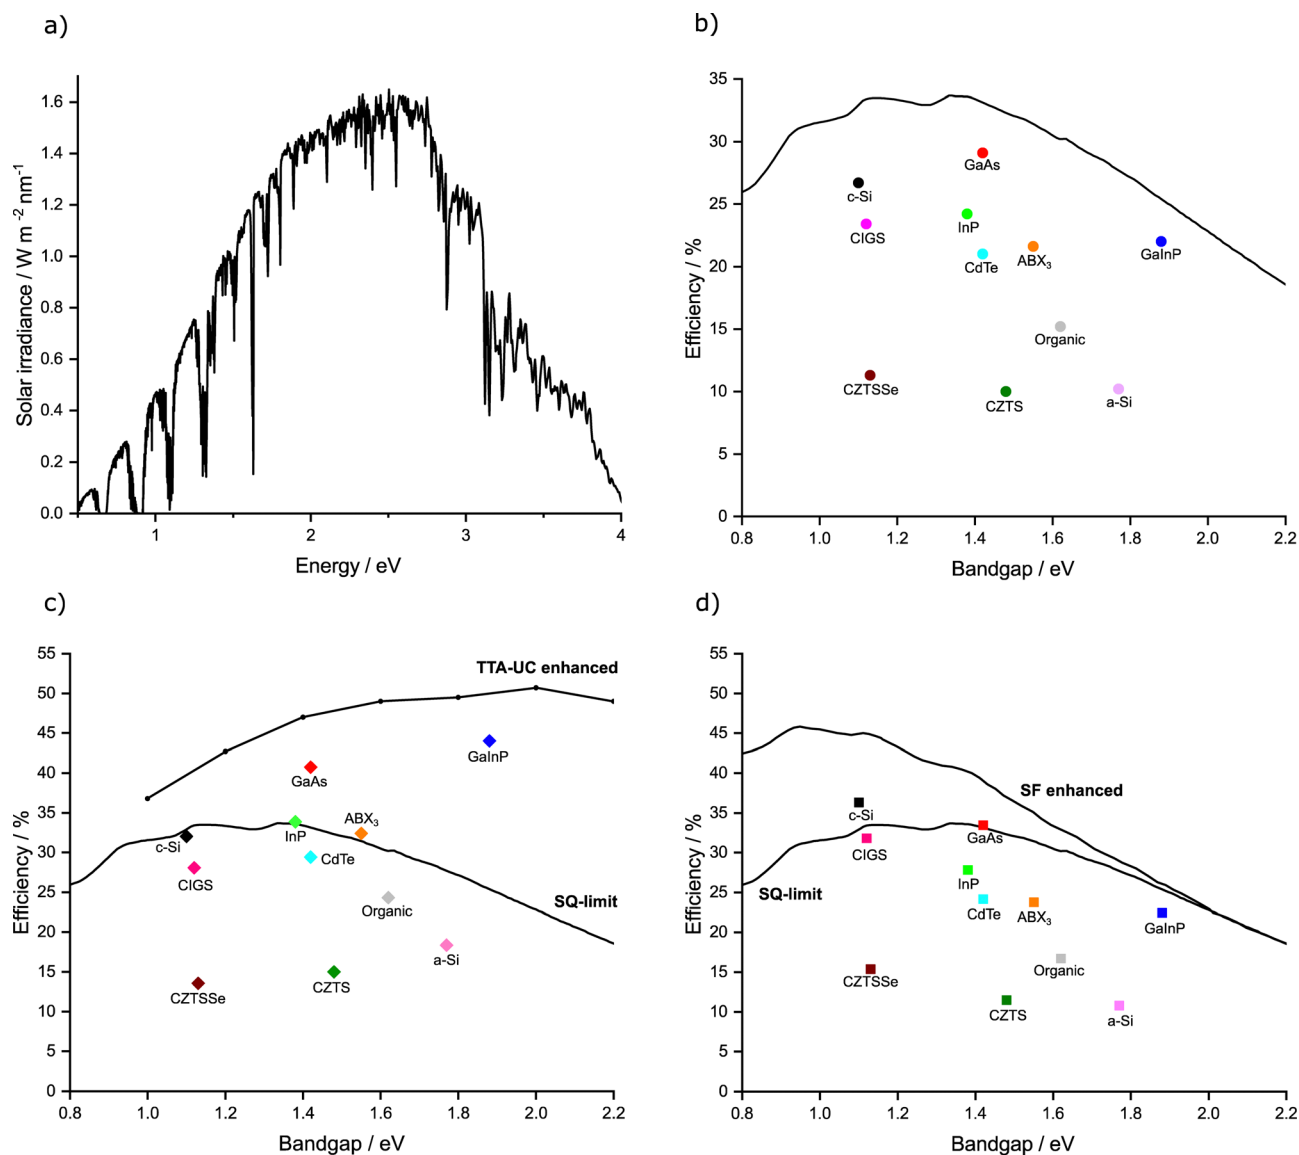 a)
Solar irradiance / W m⁻² nm⁻¹
1.6
1.4
1.2
1.0
0.8
0.6
0.4
0.2
0.0
1
2
3
4
Energy / eV
b)
Efficiency / %
35
30
25
20
15
10
5
0
GaAs
c-Si
CIGS
InP
CdTe
ABX₃
GaInP
Organic
CZTSSe
CZTS
a-Si
0.8
1.0
1.2
1.4
1.6
1.8
2.0
2.2
Bandgap / eV
c)
Efficiency / %
55
50
45
40
35
30
25
20
15
10
5
0
TTA-UC enhanced
GaInP
GaAs
ABX₃
InP
c-Si
CdTe
CIGS
SQ-limit
Organic
a-Si
CZTS
CZTSSe
0.8
1.0
1.2
1.4
1.6
1.8
2.0
2.2
Bandgap / eV
d)
Efficiency / %
55
50
45
40
35
30
25
20
15
10
5
0
SF enhanced
c-Si
GaAs
CIGS
InP
SQ-limit
CdTe
ABX₃
GaInP
Organic
CZTSSe
CZTS
a-Si
0.8
1.0
1.2
1.4
1.6
1.8
2.0
2.2
Bandgap / eV